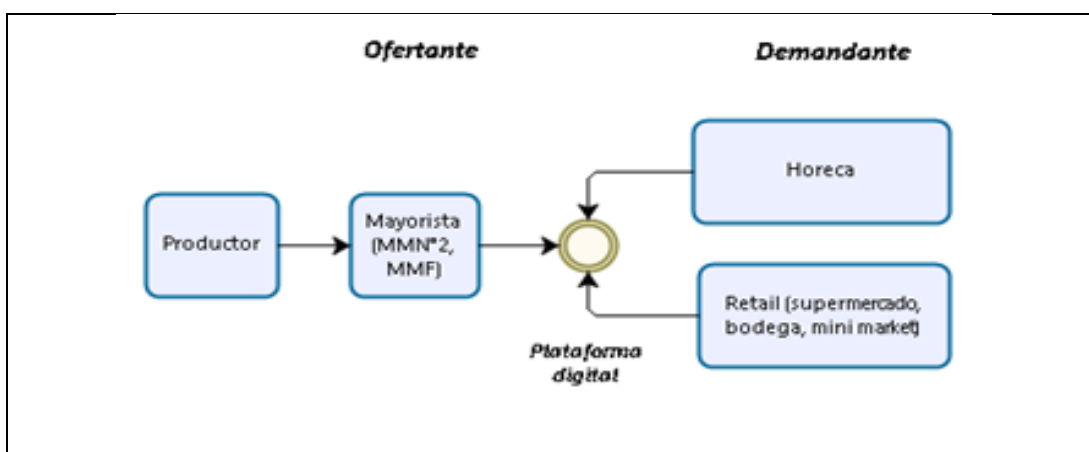 Ofertante
Demandante
Horeca
Productor
Mayorista
(MMN°2,
MMF)
Retail (supermercado,
bodega, mini market)
Plataforma
digital